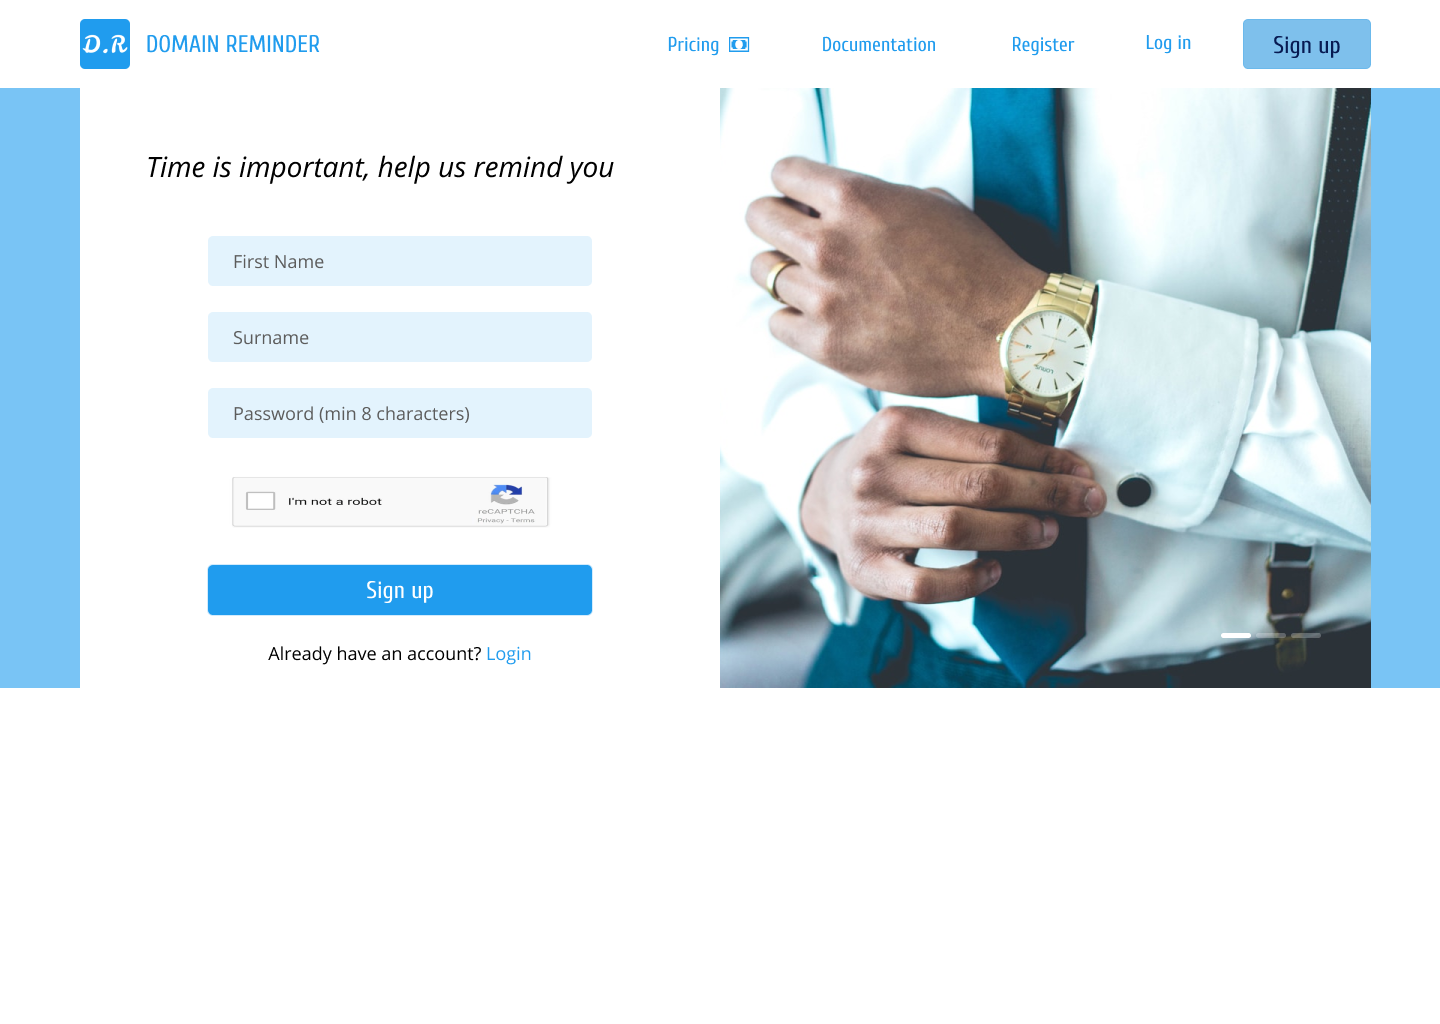 D.R
DOMAIN REMINDER
Pricing
Documentation
Register
Log in
Sign up
Time is important, help us remind you
First Name
Surname
Password (min 8 characters)
I'm not a robot
reCAPTCHA
Privacy - Terms
Sign up
Already have an account? Login
LORUS